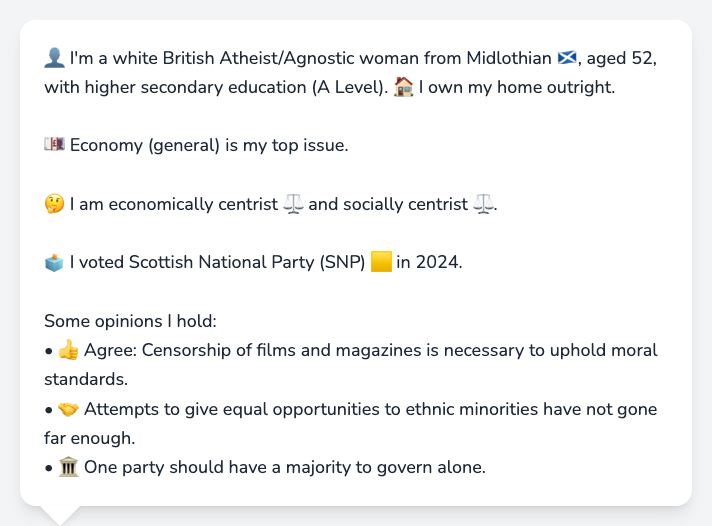 👤 I'm a white British Atheist/Agnostic woman from Midlothian 🏴󠁧󠁢󠁳󠁣󠁴󠁿, aged 52,
with higher secondary education (A Level). 🏠 I own my home outright.
💷 Economy (general) is my top issue.
🤔 I am economically centrist ⚖️ and socially centrist ⚖️.
🗳️ I voted Scottish National Party (SNP) 🟨 in 2024.
Some opinions I hold:
• 👍 Agree: Censorship of films and magazines is necessary to uphold moral
standards.
• 🤝 Attempts to give equal opportunities to ethnic minorities have not gone
far enough.
• 🏛️ One party should have a majority to govern alone.